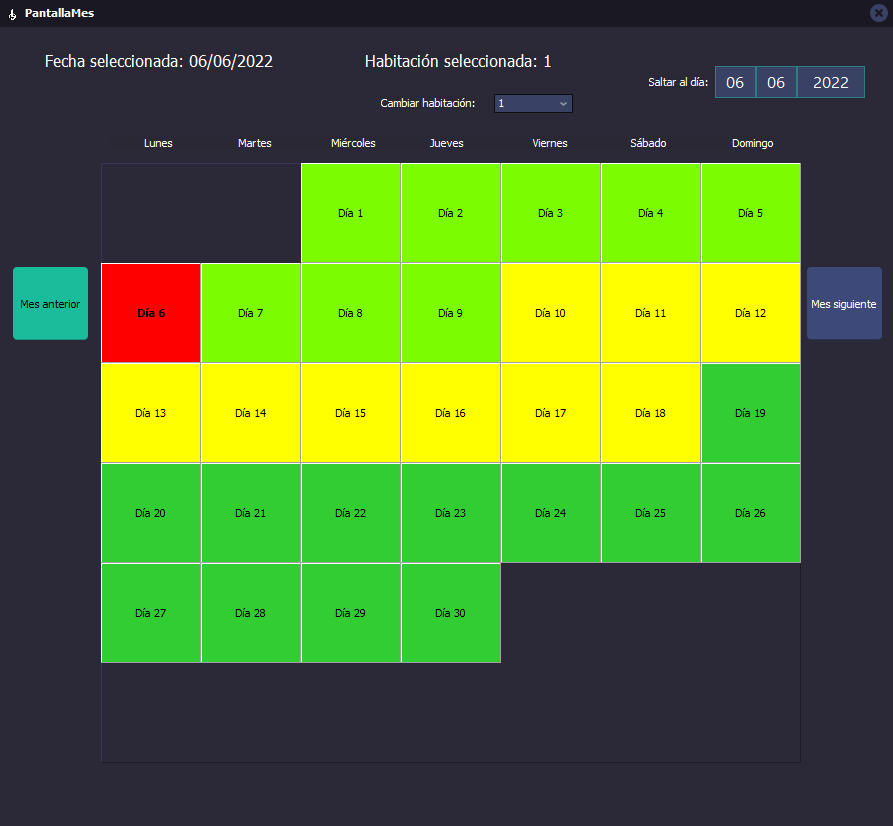 PantallaMes
Fecha seleccionada: 06/06/2022
Habitación seleccionada: 1
Saltar al día: 06 06 2022
Cambiar habitación: 1
Lunes Martes Miércoles Jueves Viernes Sábado Domingo
Día 1 Día 2 Día 3 Día 4 Día 5
Mes anterior
Día 6 Día 7 Día 8 Día 9 Día 10 Día 11 Día 12
Mes siguiente
Día 13 Día 14 Día 15 Día 16 Día 17 Día 18 Día 19
Día 20 Día 21 Día 22 Día 23 Día 24 Día 25 Día 26
Día 27 Día 28 Día 29 Día 30